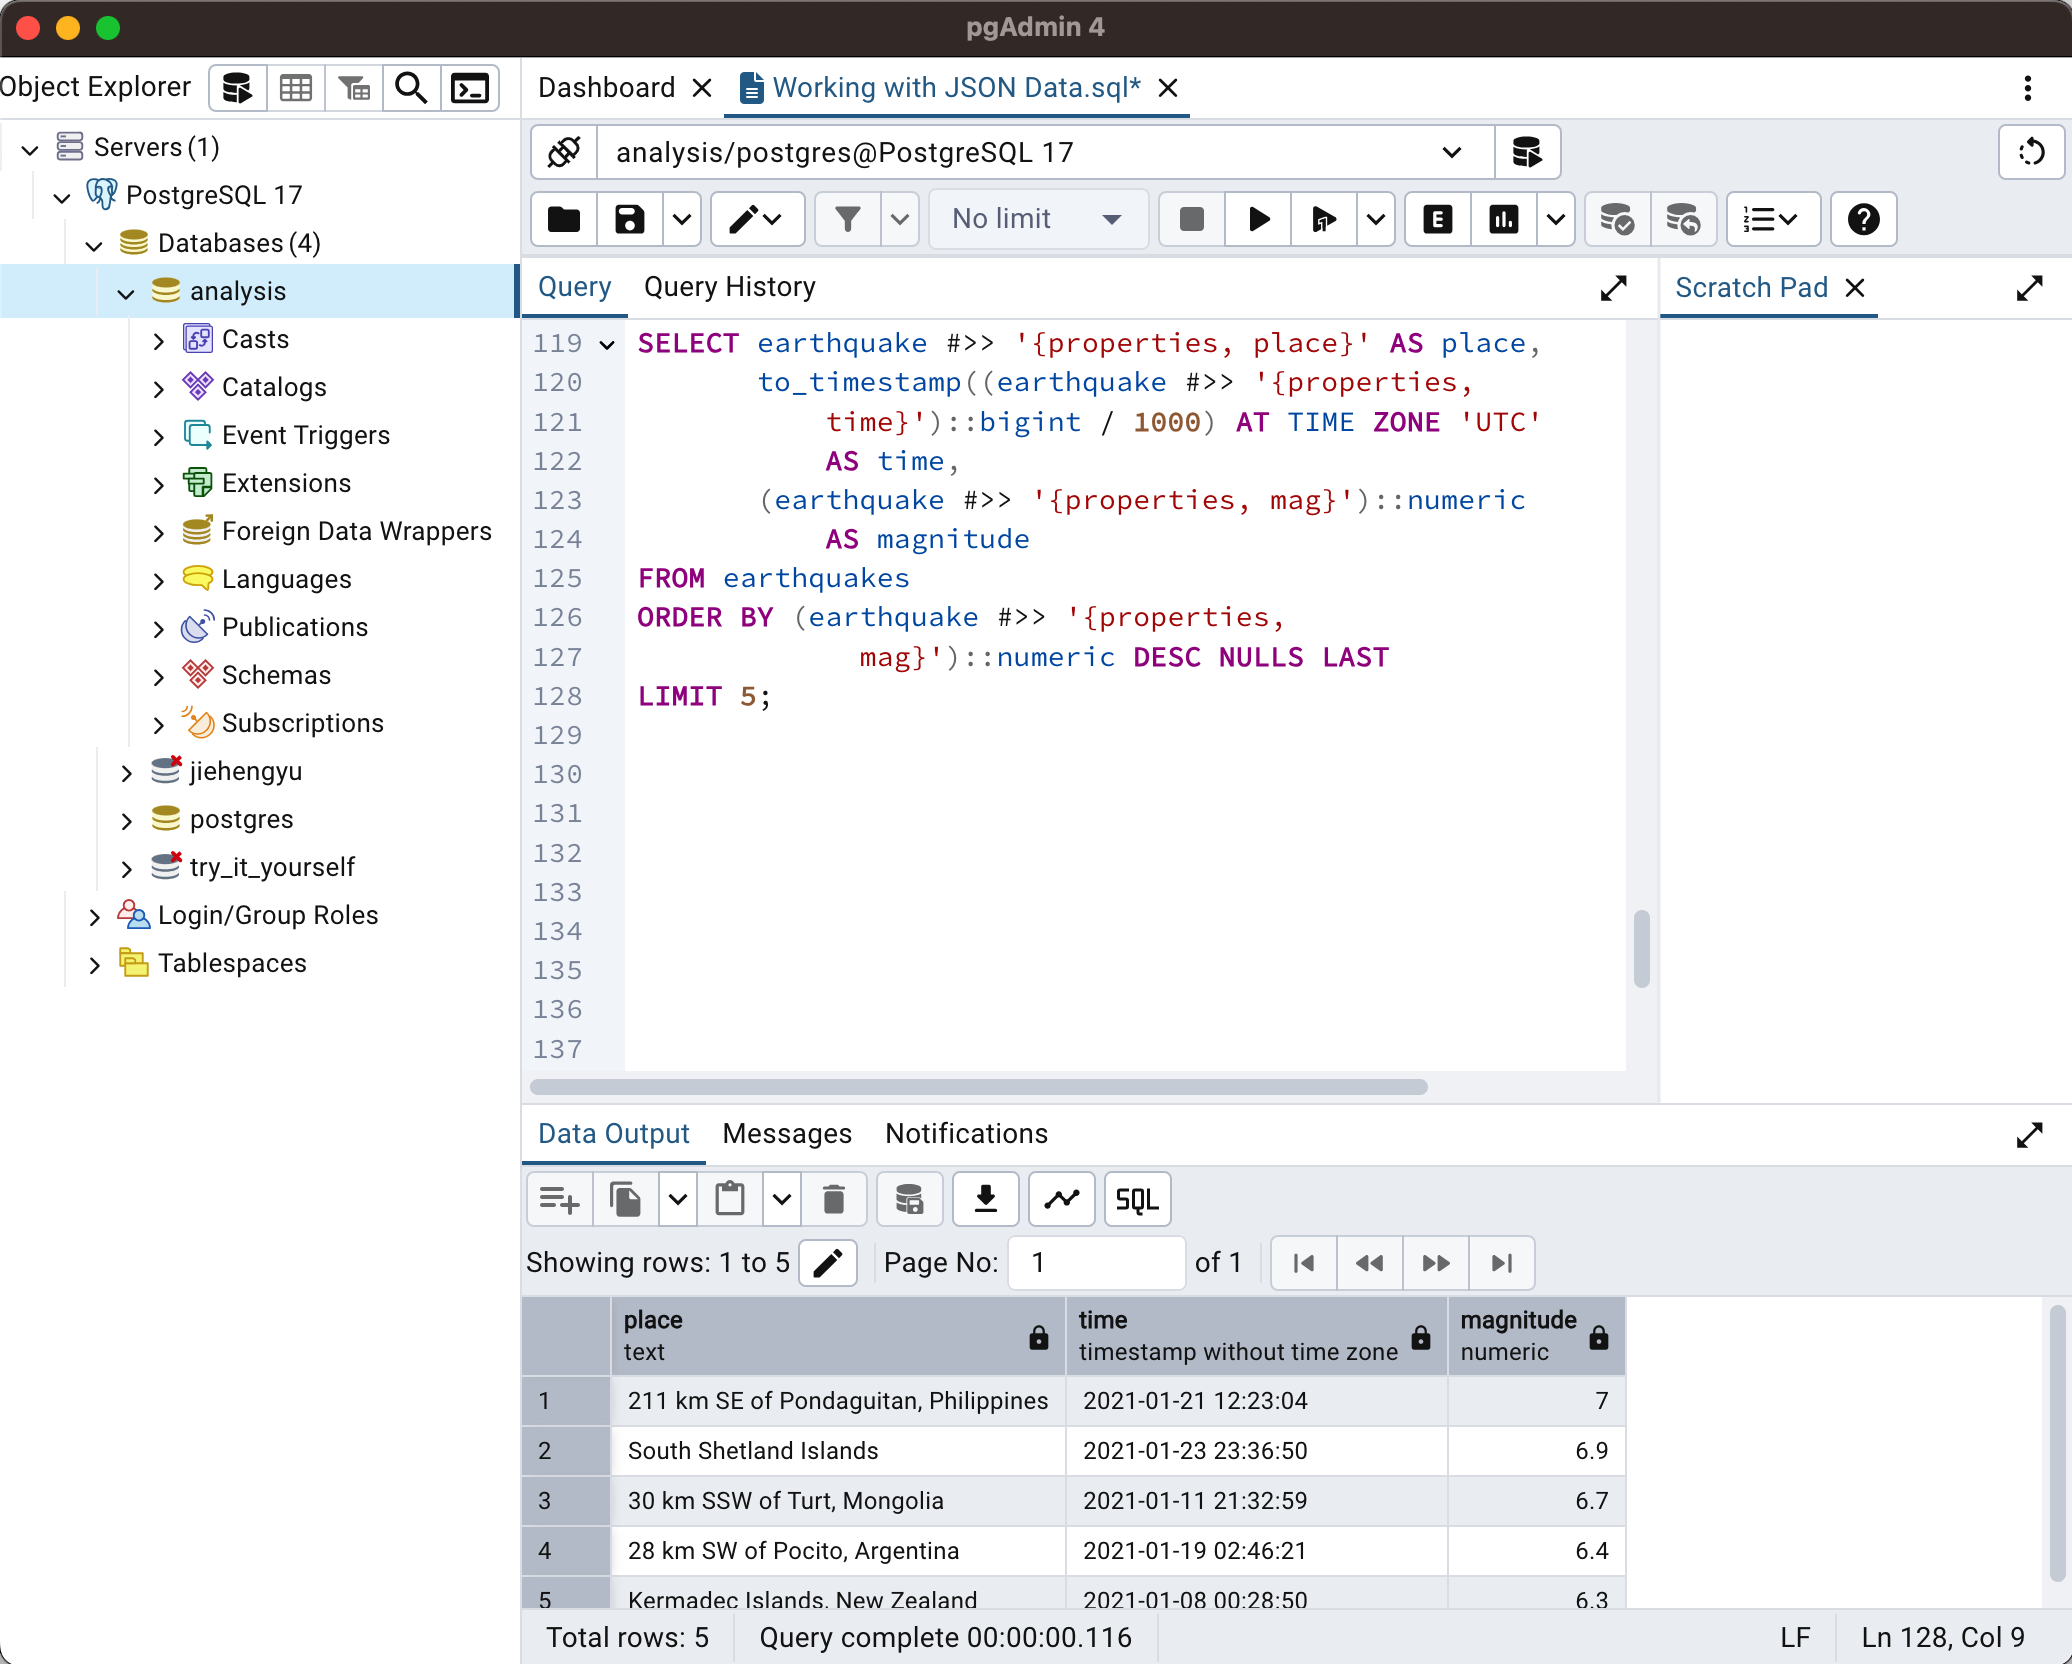 pgAdmin 4
Object Explorer
Dashboard
Working with JSON Data.sql*
Servers (1)
PostgreSQL 17
Databases (4)
analysis
Casts
Catalogs
Event Triggers
Extensions
Foreign Data Wrappers
Languages
Publications
Schemas
Subscriptions
jiehengyu
postgres
try_it_yourself
Login/Group Roles
Tablespaces
analysis/postgres@PostgreSQL 17
No limit
E
Query
Query History
Scratch Pad
119 SELECT earthquake #>> '{properties, place}' AS place,
120 to_timestamp((earthquake #>> '{properties,
121 time}')::bigint / 1000) AT TIME ZONE 'UTC'
122 AS time,
123 (earthquake #>> '{properties, mag}')::numeric
124 AS magnitude
125 FROM earthquakes
126 ORDER BY (earthquake #>> '{properties,
127 mag}')::numeric DESC NULLS LAST
128 LIMIT 5;
129
130
131
132
133
134
135
136
137
Data Output
Messages
Notifications
SQL
Showing rows: 1 to 5
Page No: 1 of 1
place time magnitude
text timestamp without time zone numeric
1 211 km SE of Pondaguitan, Philippines 2021-01-21 12:23:04 7
2 South Shetland Islands 2021-01-23 23:36:50 6.9
3 30 km SSW of Turt, Mongolia 2021-01-11 21:32:59 6.7
4 28 km SW of Pocito, Argentina 2021-01-19 02:46:21 6.4
5 Kermadec Islands, New Zealand 2021-01-08 00:28:50 6.3
Total rows: 5
Query complete 00:00:00.116
LF
Ln 128, Col 9